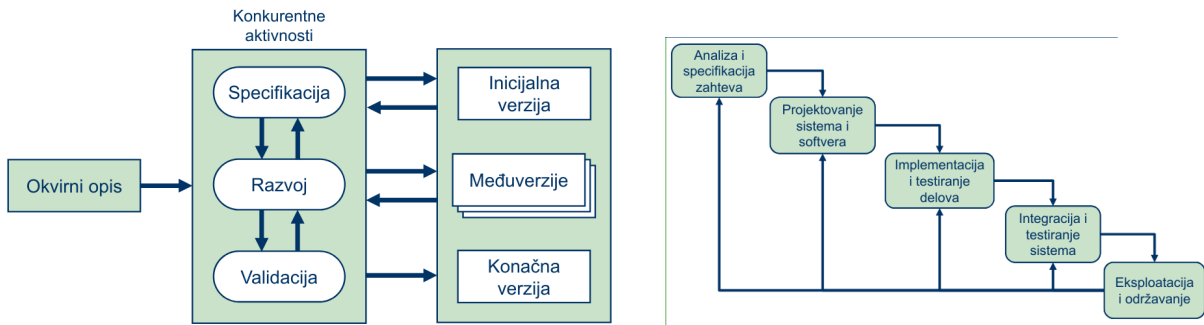 Konkurentne
aktivnosti
Okvirni opis
Specifikacija
Razvoj
Validacija
Inicijalna
verzija
Međuverzije
Konačna
verzija
Analiza i
specifikacija
zahteva
Projektovanje
sistema i
softvera
Implementacija
i testiranje
delova
Integracija i
testiranje
sistema
Eksploatacija
i održavanje